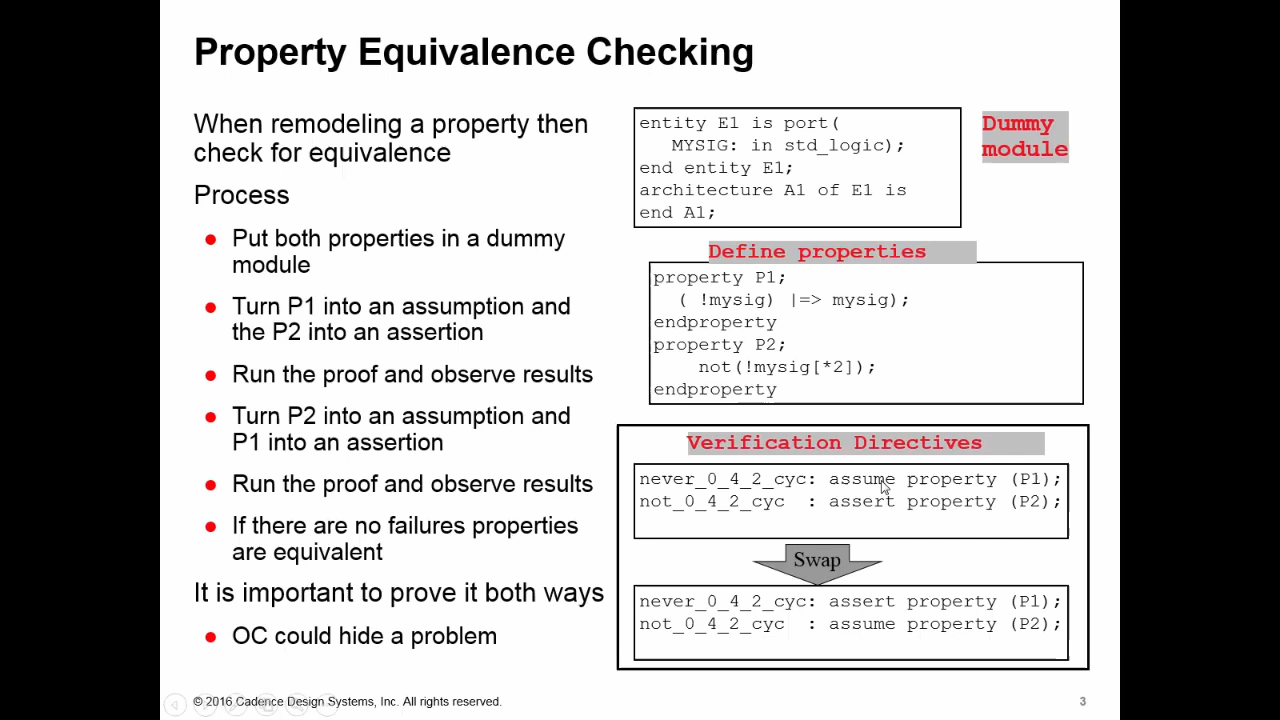 Property Equivalence Checking
When remodeling a property then
check for equivalence
Process
Put both properties in a dummy
module
Turn P1 into an assumption and
the P2 into an assertion
Run the proof and observe results
Turn P2 into an assumption and
P1 into an assertion
Run the proof and observe results
If there are no failures properties
are equivalent
It is important to prove it both ways
OC could hide a problem
entity E1 is port(
MYSIG: in std_logic);
end entity E1;
architecture A1 of E1 is
end A1;
Dummy
module
Define properties
property P1;
( !mysig) |=> mysig);
endproperty
property P2;
not(!mysig[*2]);
endproperty
Verification Directives
never_0_4_2_cyc: assume property (P1);
not_0_4_2_cyc : assert property (P2);
Swap
never_0_4_2_cyc: assert property (P1);
not_0_4_2_cyc : assume property (P2);
© 2016 Cadence Design Systems, Inc. All rights reserved.
3